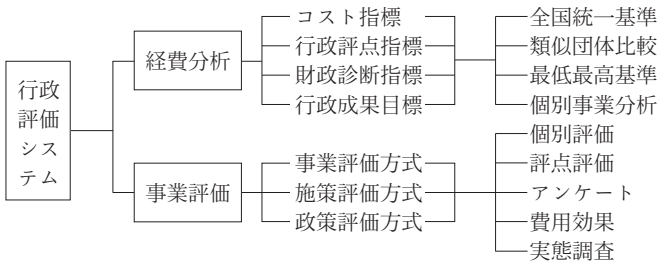 行政
評価
シス
テム
経費分析
コスト指標
行政評点指標
財政診断指標
行政成果目標
全国統一基準
類似団体比較
最低最高基準
個別事業分析
事業評価
事業評価方式
施策評価方式
政策評価方式
個別評価
評点評価
アンケート
費用効果
実態調査